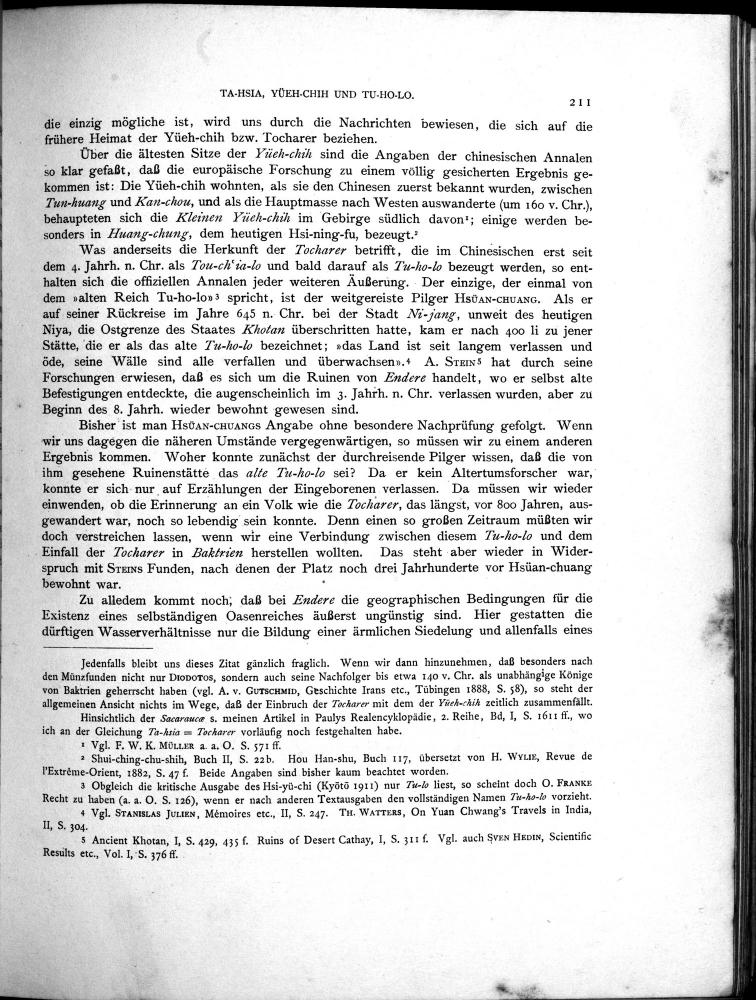 TA-HSIA, YÜEH-CHIH UND TU-HO-LO.
211
die einzig mögliche ist, wird uns durch die Nachrichten bewiesen, die sich auf die
frühere Heimat der Yüeh-chih bzw. Tocharer beziehen.
Über die ältesten Sitze der Yüeh-chih sind die Angaben der chinesischen Annalen
so klar gefaßt, daß die europäische Forschung zu einem völlig gesicherten Ergebnis ge-
kommen ist: Die Yüeh-chih wohnten, als sie den Chinesen zuerst bekannt wurden, zwischen
Tun-huang und Kan-chou, und als die Hauptmasse nach Westen auswanderte (um 160 v. Chr.),
behaupteten sich die Kleinen Yüeh-chih im Gebirge südlich davon¹; einige werden be-
sonders in Huang-chung, dem heutigen Hsi-ning-fu, bezeugt.²
Was anderseits die Herkunft der Tocharer betrifft, die im Chinesischen erst seit
dem 4. Jahrh. n. Chr. als Tou-chʿia-lo und bald darauf als Tu-ho-lo bezeugt werden, so ent-
halten sich die offiziellen Annalen jeder weiteren Äußerung. Der einzige, der einmal von
dem »alten Reich Tu-ho-lo»³ spricht, ist der weitgereiste Pilger HSÜAN-CHUANG. Als er
auf seiner Rückreise im Jahre 645 n. Chr. bei der Stadt Ni-jang, unweit des heutigen
Niya, die Ostgrenze des Staates Khotan überschritten hatte, kam er nach 400 li zu jener
Stätte, die er als das alte Tu-ho-lo bezeichnet; »das Land ist seit langem verlassen und
öde, seine Wälle sind alle verfallen und überwachsen».⁴ A. STEIN⁵ hat durch seine
Forschungen erwiesen, daß es sich um die Ruinen von Endere handelt, wo er selbst alte
Befestigungen entdeckte, die augenscheinlich im 3. Jahrh. n. Chr. verlassen wurden, aber zu
Beginn des 8. Jahrh. wieder bewohnt gewesen sind.
Bisher ist man HSÜAN-CHUANGS Angabe ohne besondere Nachprüfung gefolgt. Wenn
wir uns dagegen die näheren Umstände vergegenwärtigen, so müssen wir zu einem anderen
Ergebnis kommen. Woher konnte zunächst der durchreisende Pilger wissen, daß die von
ihm gesehene Ruinenstätte das alte Tu-ho-lo sei? Da er kein Altertumsforscher war,
konnte er sich nur auf Erzählungen der Eingeborenen verlassen. Da müssen wir wieder
einwenden, ob die Erinnerung an ein Volk wie die Tocharer, das längst, vor 800 Jahren, aus-
gewandert war, noch so lebendig sein konnte. Denn einen so großen Zeitraum müßten wir
doch verstreichen lassen, wenn wir eine Verbindung zwischen diesem Tu-ho-lo und dem
Einfall der Tocharer in Baktrien herstellen wollten. Das steht aber wieder in Wider-
spruch mit STEINS Funden, nach denen der Platz noch drei Jahrhunderte vor Hsüan-chuang
bewohnt war.
Zu alledem kommt noch, daß bei Endere die geographischen Bedingungen für die
Existenz eines selbständigen Oasenreiches äußerst ungünstig sind. Hier gestatten die
dürftigen Wasserverhältnisse nur die Bildung einer ärmlichen Siedelung und allenfalls eines
Jedenfalls bleibt uns dieses Zitat gänzlich fraglich. Wenn wir dann hinzunehmen, daß besonders nach
den Münzfunden nicht nur DIODOTOS, sondern auch seine Nachfolger bis etwa 140 v. Chr. als unabhängige Könige
von Baktrien geherrscht haben (vgl. A. v. GUTSCHMID, Geschichte Irans etc., Tübingen 1888, S. 58), so steht der
allgemeinen Ansicht nichts im Wege, daß der Einbruch der Tocharer mit dem der Yüeh-chih zeitlich zusammenfällt.
Hinsichtlich der Sacaraucæ s. meinen Artikel in Paulys Realencyklopädie, 2. Reihe, Bd, I, S. 1611 ff., wo
ich an der Gleichung Ta-hsia = Tocharer vorläufig noch festgehalten habe.
¹ Vgl. F. W. K. MÜLLER a. a. O. S. 571 ff.
² Shui-ching-chu-shih, Buch II, S. 22b. Hou Han-shu, Buch 117, übersetzt von H. WYLIE, Revue de
l'Extrême-Orient, 1882, S. 47 f. Beide Angaben sind bisher kaum beachtet worden.
³ Obgleich die kritische Ausgabe des Hsi-yü-chi (Kyōtō 1911) nur Tu-lo liest, so scheint doch O. FRANKE
Recht zu haben (a. a. O. S. 126), wenn er nach anderen Textausgaben den vollständigen Namen Tu-ho-lo vorzieht.
⁴ Vgl. STANISLAS JULIEN, Mémoires etc., II, S. 247. TH. WATTERS, On Yuan Chwang's Travels in India,
II, S. 304.
⁵ Ancient Khotan, I, S. 429, 435 f. Ruins of Desert Cathay, I, S. 311 f. Vgl. auch SVEN HEDIN, Scientific
Results etc., Vol. I, S. 376 ff.